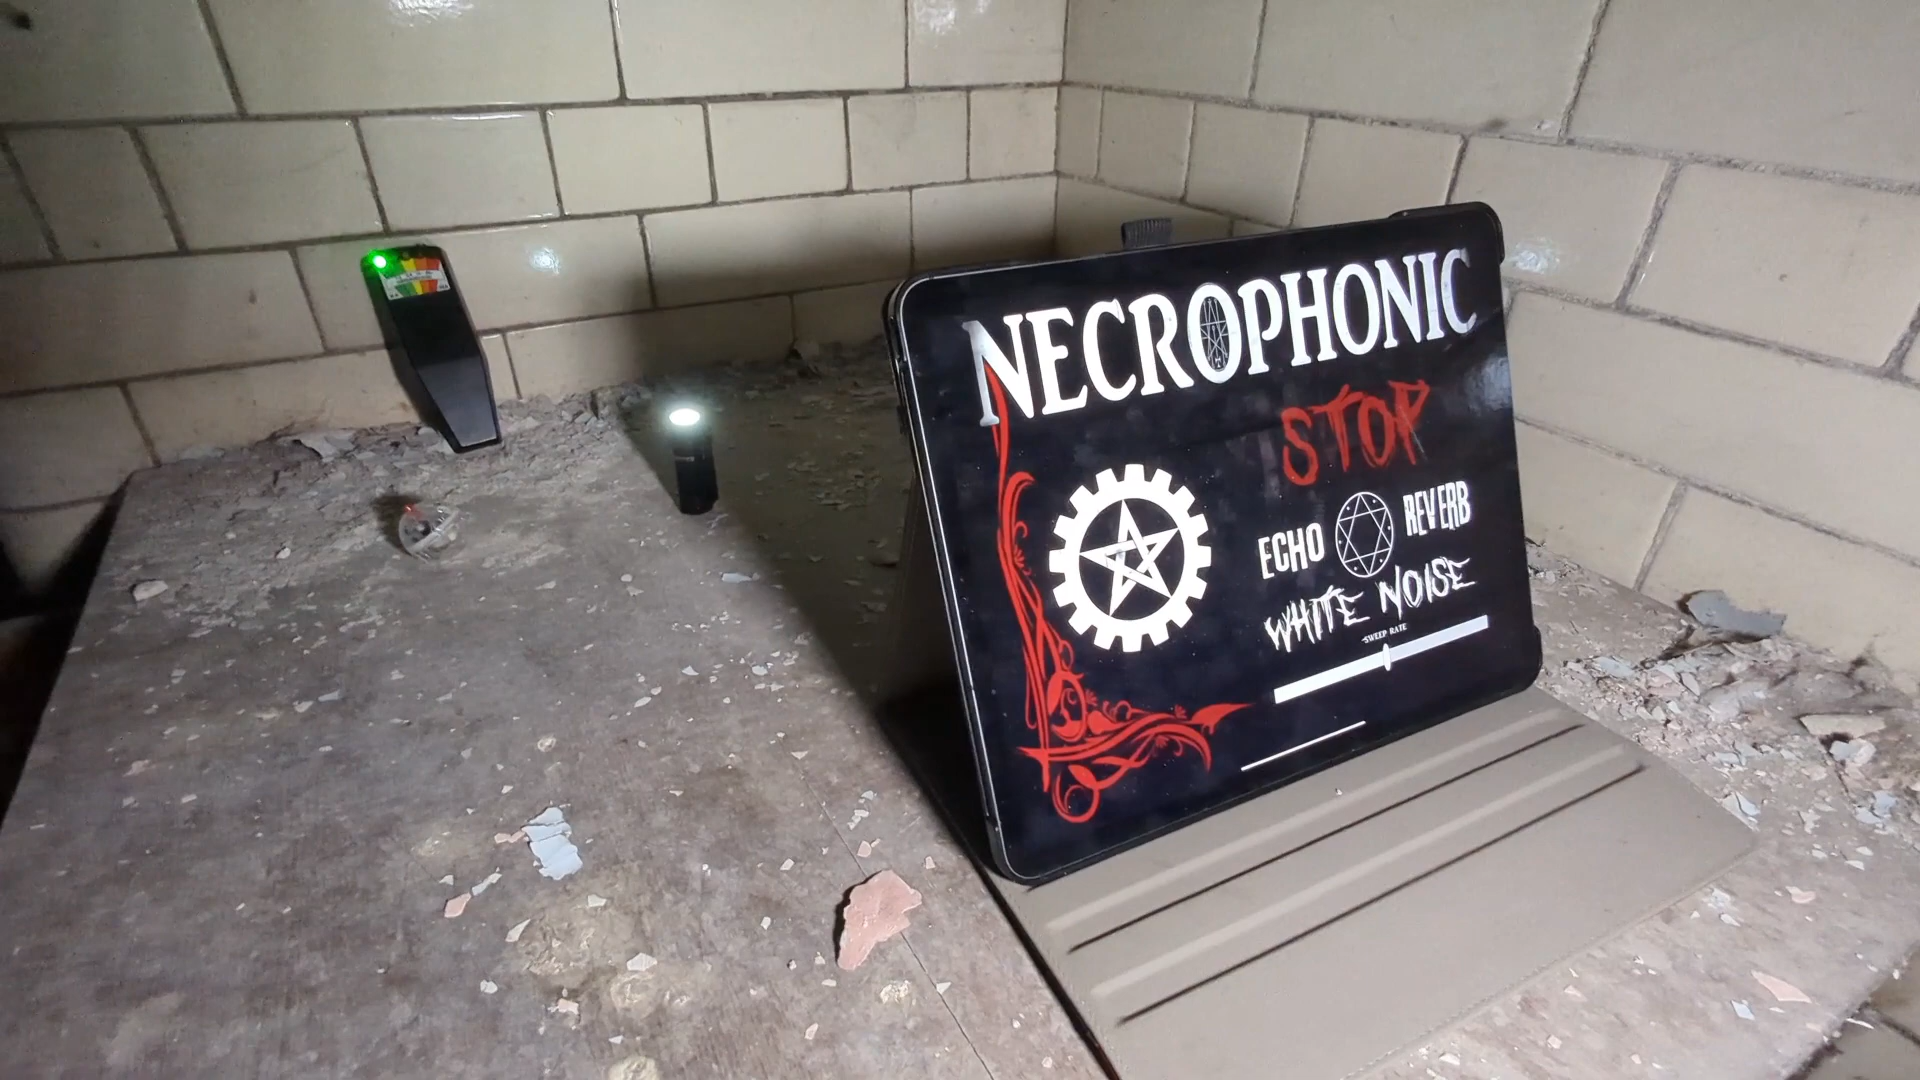 NECROPHONIC
STOP
ECHO
REVERB
WHITE NOISE
SWEEP RATE